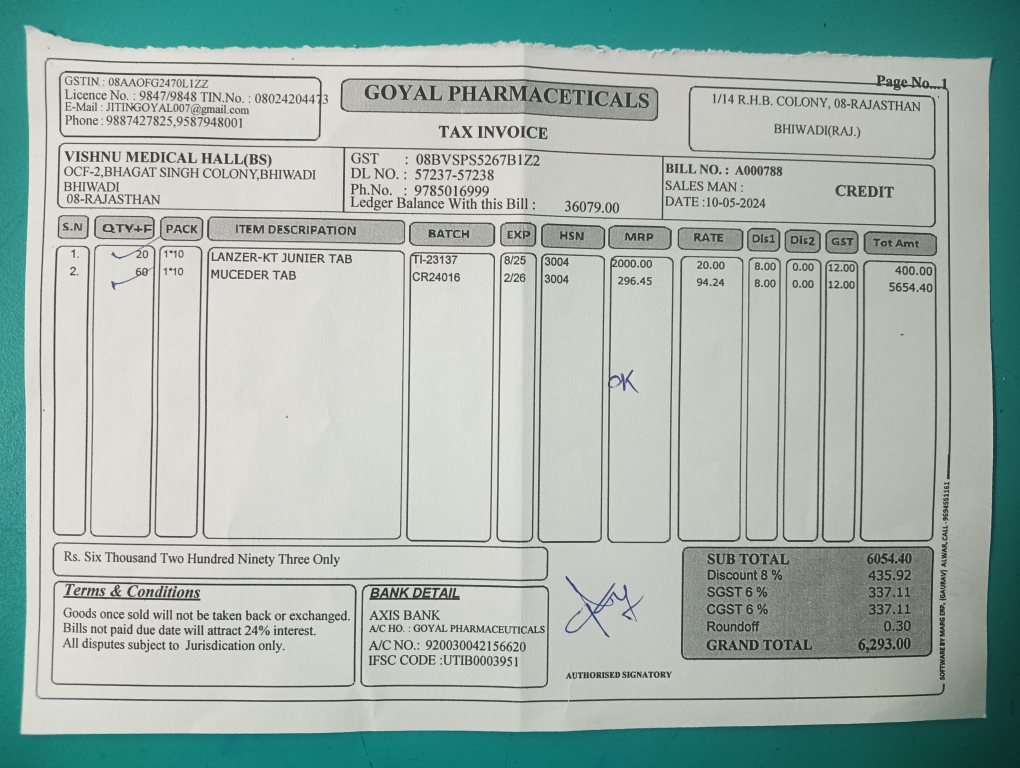 Page No...1
GSTIN : 08AAOFG2470L1ZZ
Licence No. : 9847/9848 TIN.No. : 08024204473
E-Mail : JITINGOYAL007@gmail.com
Phone : 9887427825,9587948001
GOYAL PHARMACETICALS
TAX INVOICE
1/14 R.H.B. COLONY, 08-RAJASTHAN
BHIWADI(RAJ.)
VISHNU MEDICAL HALL(BS)
OCF-2,BHAGAT SINGH COLONY,BHIWADI
BHIWADI
08-RAJASTHAN
GST : 08BVSPS5267B1Z2
DL NO. : 57237-57238
Ph.No. : 9785016999
Ledger Balance With this Bill : 36079.00
BILL NO. : A000788
SALES MAN :
CREDIT
DATE :10-05-2024
S.N QTY+F PACK ITEM DESCRIPATION BATCH EXP HSN MRP RATE Dis1 Dis2 GST Tot Amt
1. 20 1*10 LANZER-KT JUNIER TAB TI-23137 8/25 3004 2000.00 20.00 8.00 0.00 12.00 400.00
2. 60 1*10 MUCEDER TAB CR24016 2/26 3004 296.45 94.24 8.00 0.00 12.00 5654.40
OK
Rs. Six Thousand Two Hundred Ninety Three Only
Terms & Conditions
Goods once sold will not be taken back or exchanged.
Bills not paid due date will attract 24% interest.
All disputes subject to Jurisdication only.
BANK DETAIL
AXIS BANK
A/C HO. : GOYAL PHARMACEUTICALS
A/C NO.: 920030042156620
IFSC CODE :UTIB0003951
AUTHORISED SIGNATORY
SUB TOTAL 6054.40
Discount 8 % 435.92
SGST 6 % 337.11
CGST 6 % 337.11
Roundoff 0.30
GRAND TOTAL 6,293.00
SOFTWARE BY MARG ERP, (GAURAV) ALWAR, CALL -9694551161